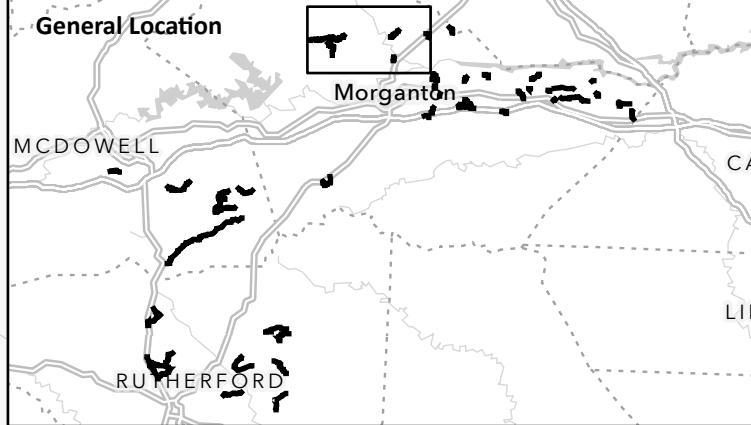 General Location
Morganton
MCDOWELL
CA
LI
RUTHERFORD